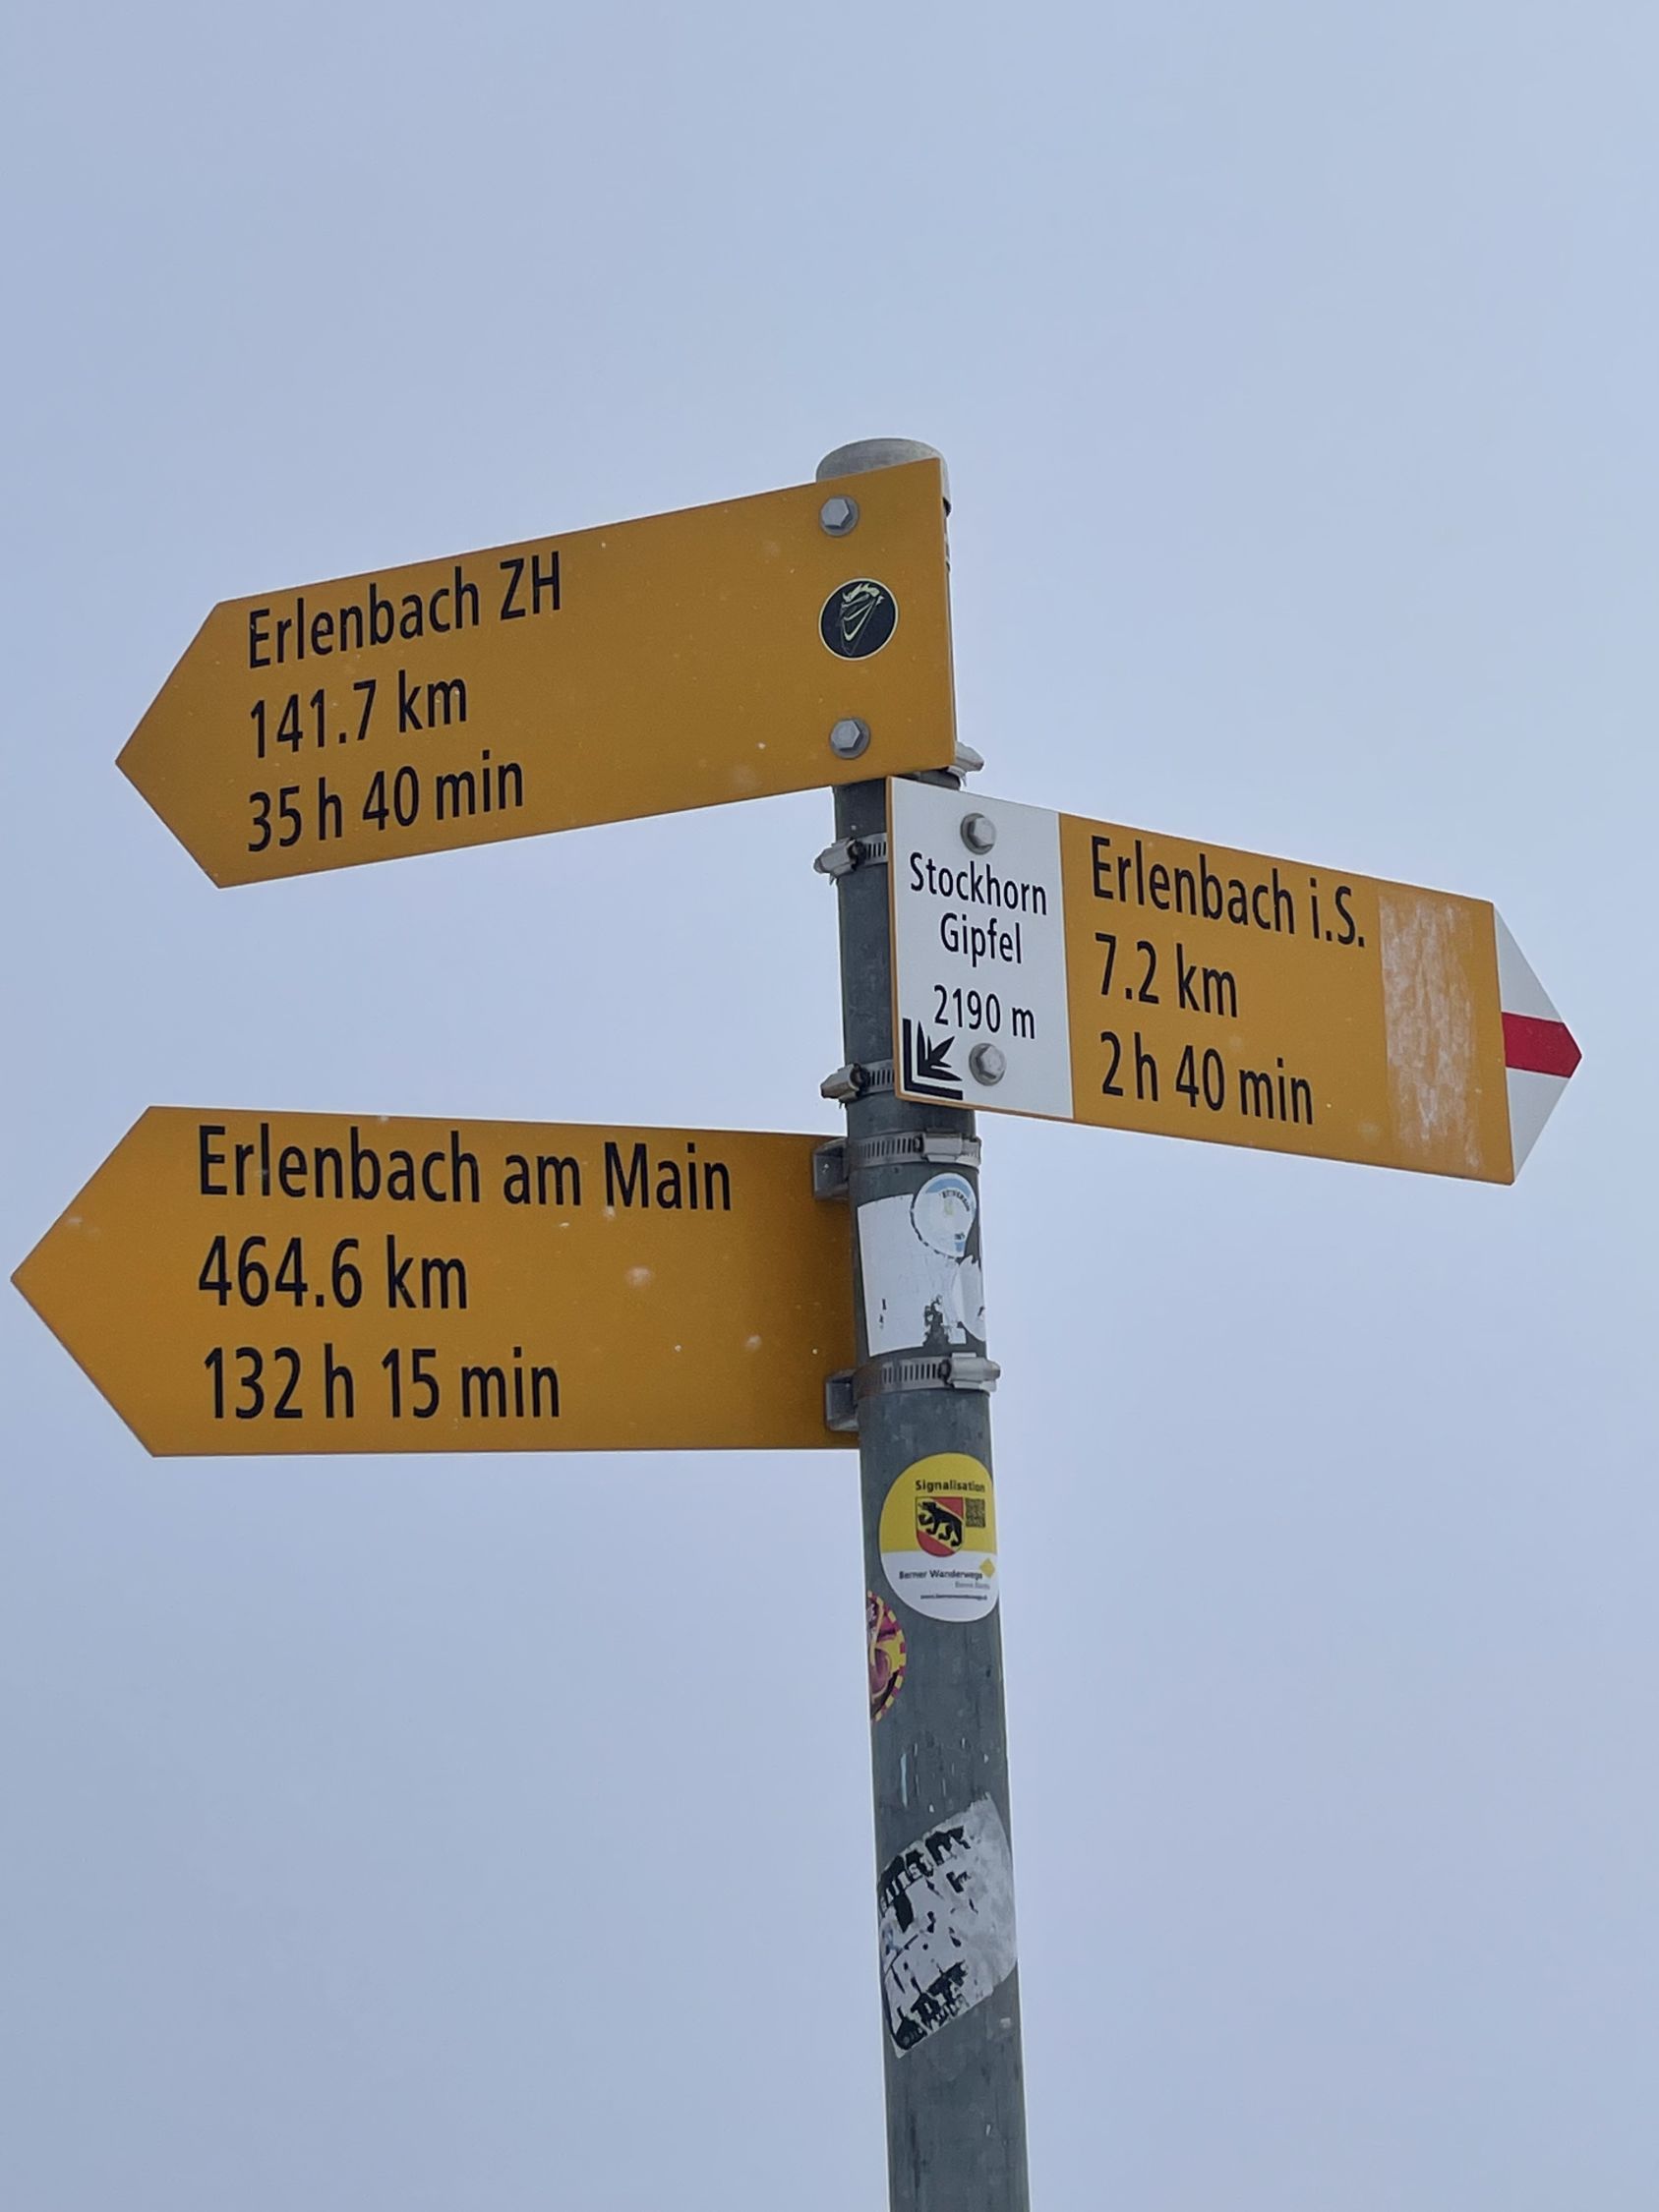 Erlenbach ZH
141.7 km
35 h 40 min
Stockhorn
Gipfel
2190 m
Erlenbach i.S.
7.2 km
2 h 40 min
Erlenbach am Main
464.6 km
132 h 15 min
Signalisation
Berner Wanderwege